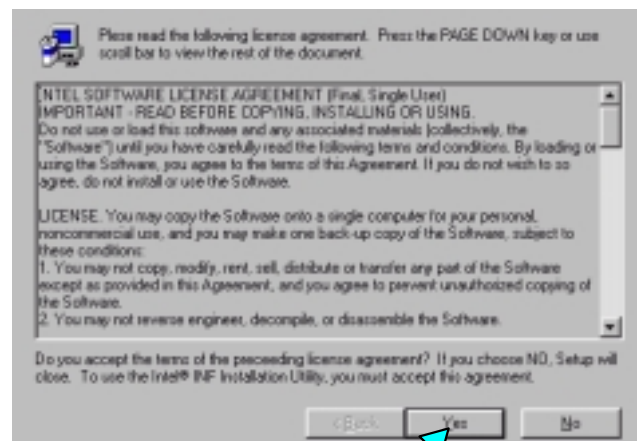 Please read the following license agreement. Press the PAGE DOWN key or use
scroll bar to view the rest of the document.
INTEL SOFTWARE LICENSE AGREEMENT (Final, Single User)
IMPORTANT - READ BEFORE COPYING, INSTALLING OR USING.
Do not use or load this software and any associated materials (collectively, the
"Software") until you have carefully read the following terms and conditions. By loading or
using the Software, you agree to the terms of this Agreement. If you do not wish to so
agree, do not install or use the Software.
LICENSE. You may copy the Software onto a single computer for your personal,
noncommercial use, and you may make one back-up copy of the Software, subject to
these conditions:
1. You may not copy, modify, rent, sell, distribute or transfer any part of the Software
except as provided in this Agreement, and you agree to prevent unauthorized copying of
the Software.
2. You may not reverse engineer, decompile, or disassemble the Software.
Do you accept the terms of the preceeding license agreement? If you choose NO, Setup will
close. To use the Intel® INF Installation Utility, you must accept this agreement.
< Back Yes No